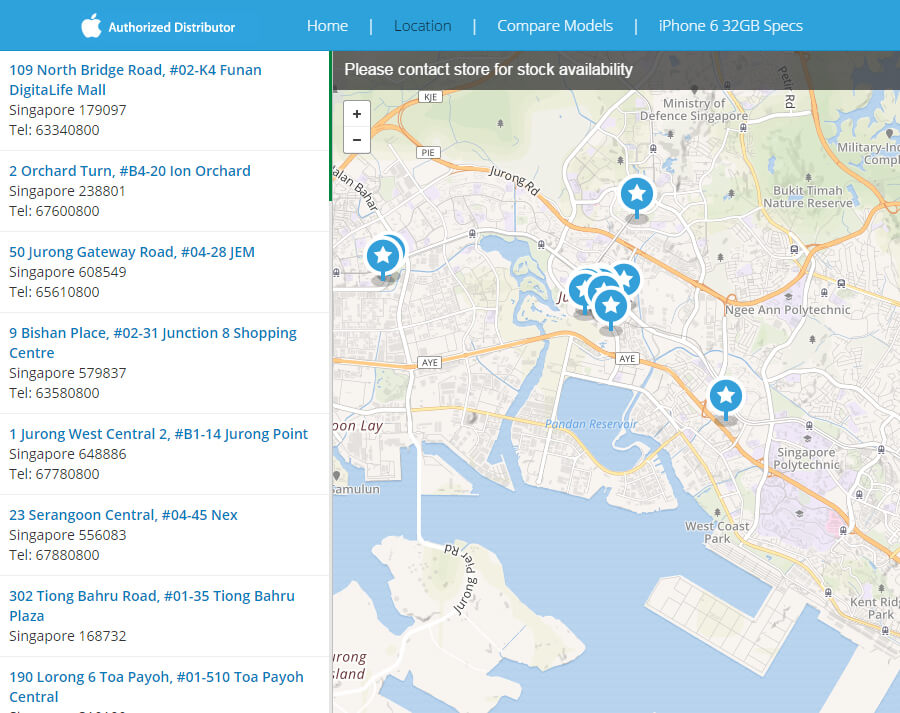 Authorized Distributor
Home | Location | Compare Models | iPhone 6 32GB Specs
109 North Bridge Road, #02-K4 Funan
DigitaLife Mall
Singapore 179097
Tel: 63340800
2 Orchard Turn, #B4-20 Ion Orchard
Singapore 238801
Tel: 67600800
50 Jurong Gateway Road, #04-28 JEM
Singapore 608549
Tel: 65610800
9 Bishan Place, #02-31 Junction 8 Shopping
Centre
Singapore 579837
Tel: 63580800
1 Jurong West Central 2, #B1-14 Jurong Point
Singapore 648886
Tel: 67780800
23 Serangoon Central, #04-45 Nex
Singapore 556083
Tel: 67880800
302 Tiong Bahru Road, #01-35 Tiong Bahru
Plaza
Singapore 168732
190 Lorong 6 Toa Payoh, #01-510 Toa Payoh
Central
Please contact store for stock availability
+
−
KJE
PIE
Petir Rd
Ministry of
Defence Singapore
Military-Ind
Compl
Jurong Rd
alan Bahar
Bukit Timah
Nature Reserve
Ju
Ngee Ann Polytechnic
AYE
AYE
oon Lay
Pandan Reservoir
Singapore
Polytechnic
Samulun
West Coast
Park
Jurong Pier Rd
Kent Ridg
Park
urong
sland